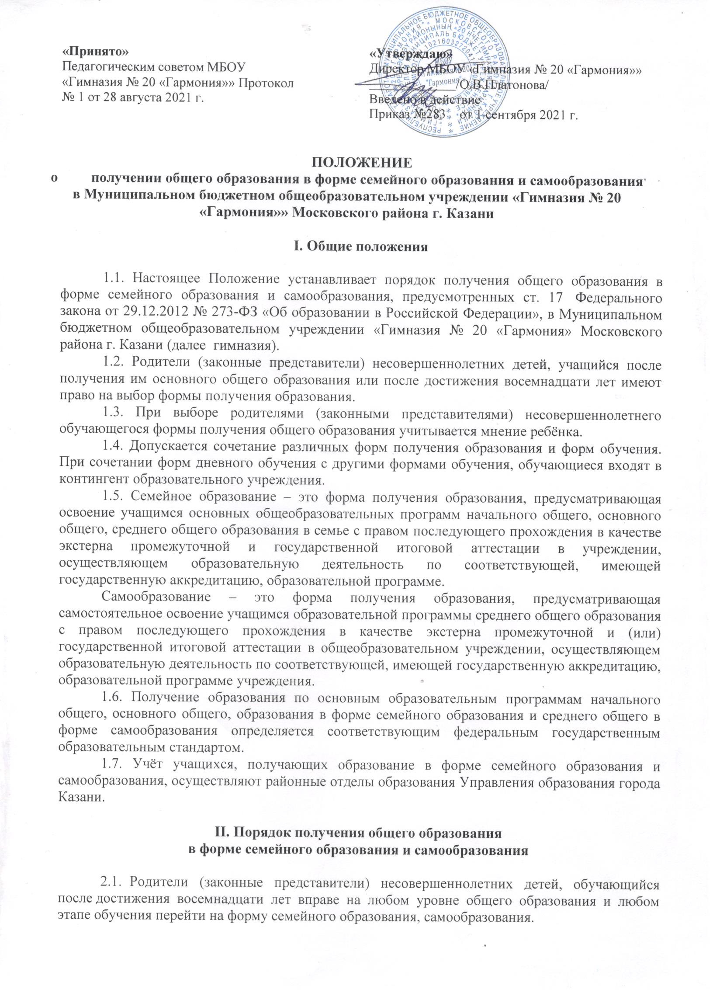 «Принято»
Педагогическим советом МБОУ
«Гимназия № 20 «Гармония»» Протокол
№ 1 от 28 августа 2021 г.
«Утверждаю»
Директор МБОУ «Гимназия № 20 «Гармония»»
/О.В.Платонова/
Введено в действие
Приказ №283 от 1 сентября 2021 г.
МБОУ
"Гимназия №20
"Гармония"
ПОЛОЖЕНИЕ
о получении общего образования в форме семейного образования и самообразования
в Муниципальном бюджетном общеобразовательном учреждении «Гимназия № 20
«Гармония»» Московского района г. Казани
I. Общие положения
1.1. Настоящее Положение устанавливает порядок получения общего образования в
форме семейного образования и самообразования, предусмотренных ст. 17 Федерального
закона от 29.12.2012 № 273-ФЗ «Об образовании в Российской Федерации», в Муниципальном
бюджетном общеобразовательном учреждении «Гимназия № 20 «Гармония» Московского
района г. Казани (далее гимназия).
1.2. Родители (законные представители) несовершеннолетних детей, учащийся после
получения им основного общего образования или после достижения восемнадцати лет имеют
право на выбор формы получения образования.
1.3. При выборе родителями (законными представителями) несовершеннолетнего
обучающегося формы получения общего образования учитывается мнение ребёнка.
1.4. Допускается сочетание различных форм получения образования и форм обучения.
При сочетании форм дневного обучения с другими формами обучения, обучающиеся входят в
контингент образовательного учреждения.
1.5. Семейное образование – это форма получения образования, предусматривающая
освоение учащимся основных общеобразовательных программ начального общего, основного
общего, среднего общего образования в семье с правом последующего прохождения в качестве
экстерна промежуточной и государственной итоговой аттестации в учреждении,
осуществляющем образовательную деятельность по соответствующей, имеющей
государственную аккредитацию, образовательной программе.
Самообразование – это форма получения образования, предусматривающая
самостоятельное освоение учащимся образовательной программы среднего общего образования
с правом последующего прохождения в качестве экстерна промежуточной и (или)
государственной итоговой аттестации в общеобразовательном учреждении, осуществляющем
образовательную деятельность по соответствующей, имеющей государственную аккредитацию,
образовательной программе учреждения.
1.6. Получение образования по основным образовательным программам начального
общего, основного общего, образования в форме семейного образования и среднего общего в
форме самообразования определяется соответствующим федеральным государственным
образовательным стандартом.
1.7. Учёт учащихся, получающих образование в форме семейного образования и
самообразования, осуществляют районные отделы образования Управления образования города
Казани.
II. Порядок получения общего образования
в форме семейного образования и самообразования
2.1. Родители (законные представители) несовершеннолетних детей, обучающийся
после достижения восемнадцати лет вправе на любом уровне общего образования и любом
этапе обучения перейти на форму семейного образования, самообразования.